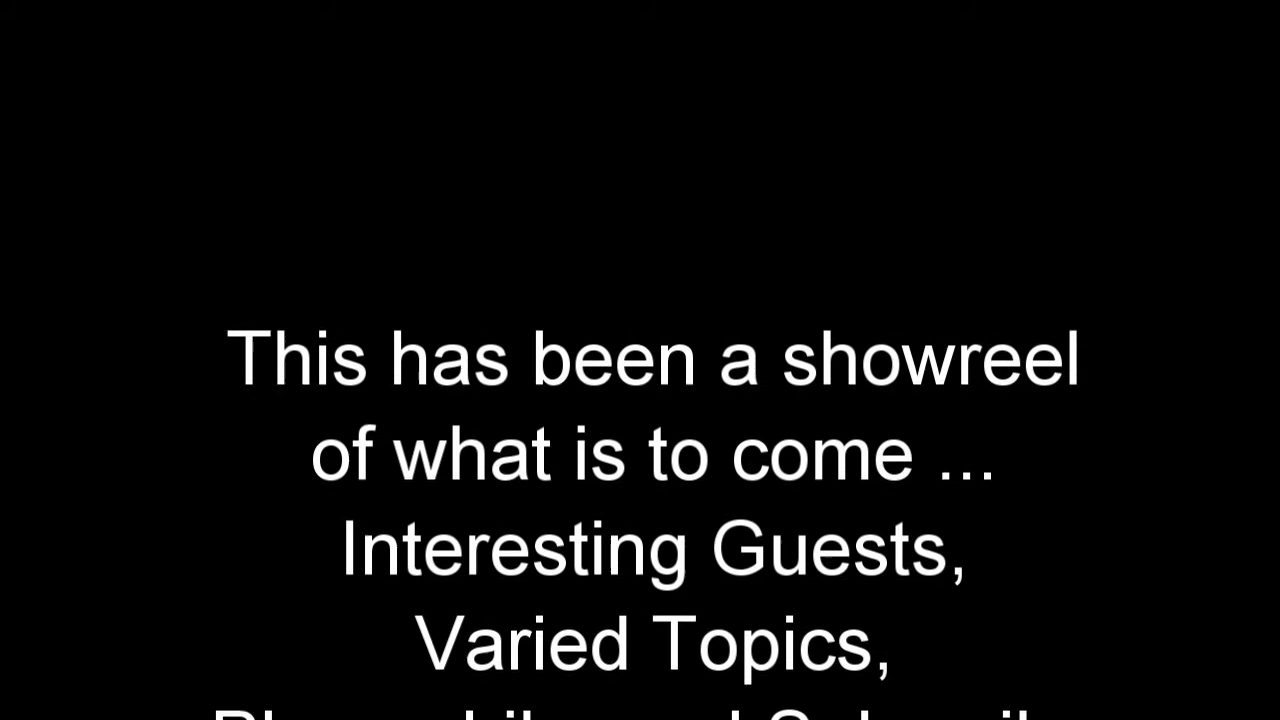 This has been a showreel
of what is to come ...
Interesting Guests,
Varied Topics,